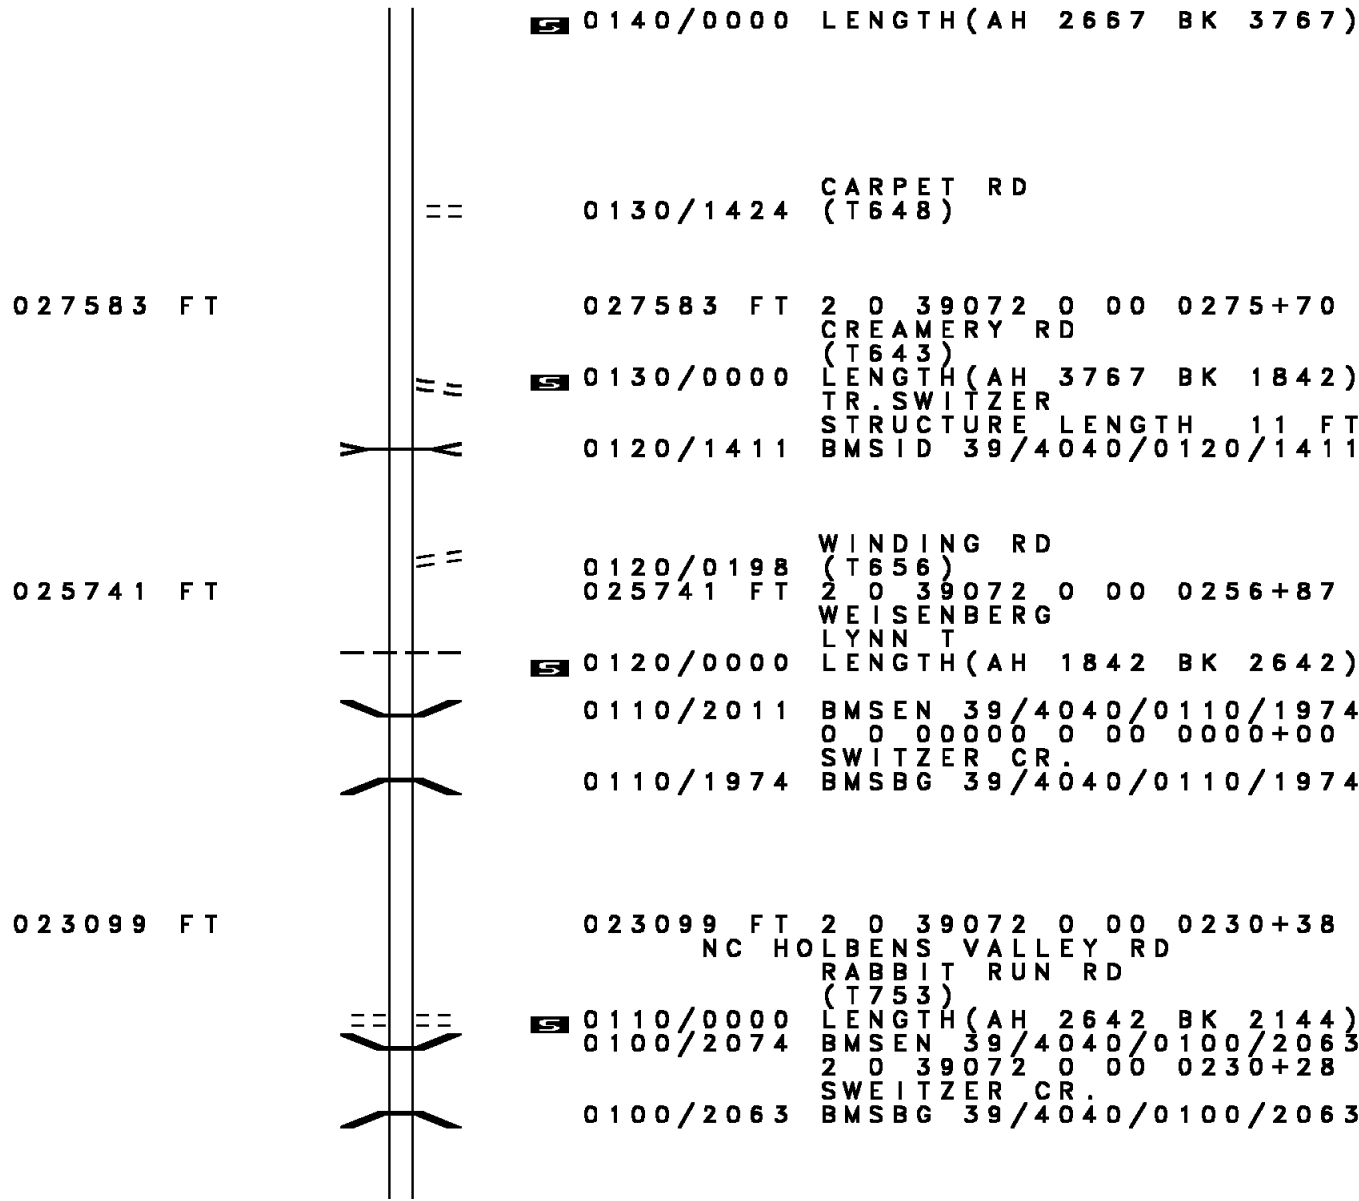 S 0140/0000 LENGTH(AH 2667 BK 3767)
CARPET RD
0130/1424 (T648)
027583 FT 027583 FT 2 0 39072 0 00 0275+70
CREAMERY RD
(T643)
S 0130/0000 LENGTH(AH 3767 BK 1842)
TR.SWITZER
STRUCTURE LENGTH 11 FT
0120/1411 BMSID 39/4040/0120/1411
WINDING RD
0120/0198 (T656)
025741 FT 025741 FT 2 0 39072 0 00 0256+87
WEISENBERG
LYNN T
S 0120/0000 LENGTH(AH 1842 BK 2642)
0110/2011 BMSEN 39/4040/0110/1974
0 0 00000 0 00 0000+00
SWITZER CR.
0110/1974 BMSBG 39/4040/0110/1974
023099 FT 023099 FT 2 0 39072 0 00 0230+38
NC HOLBENS VALLEY RD
RABBIT RUN RD
(T753)
S 0110/0000 LENGTH(AH 2642 BK 2144)
0100/2074 BMSEN 39/4040/0100/2063
2 0 39072 0 00 0230+28
SWEITZER CR.
0100/2063 BMSBG 39/4040/0100/2063